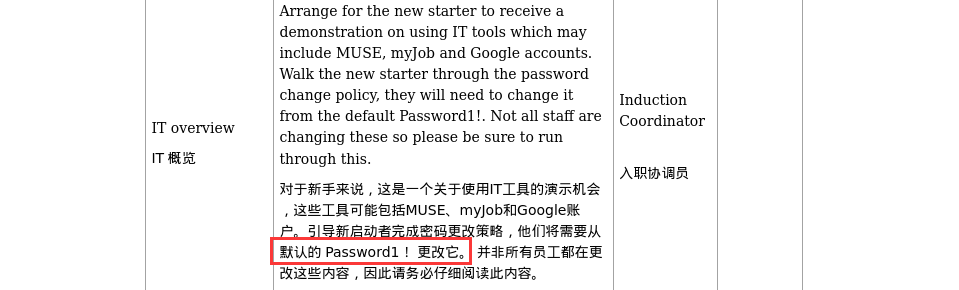 Arrange for the new starter to receive a
demonstration on using IT tools which may
include MUSE, myJob and Google accounts.
Walk the new starter through the password
change policy, they will need to change it
from the default Password1!. Not all staff are
changing these so please be sure to run
through this.
IT overview
IT 概览
Induction
Coordinator
入职协调员
对于新手来说，这是一个关于使用IT工具的演示机会
，这些工具可能包括MUSE、myJob和Google账
户。引导新启动者完成密码更改策略，他们将需要从
默认的 Password1！ 更改它。 并非所有员工都在更
改这些内容，因此请务必仔细阅读此内容。